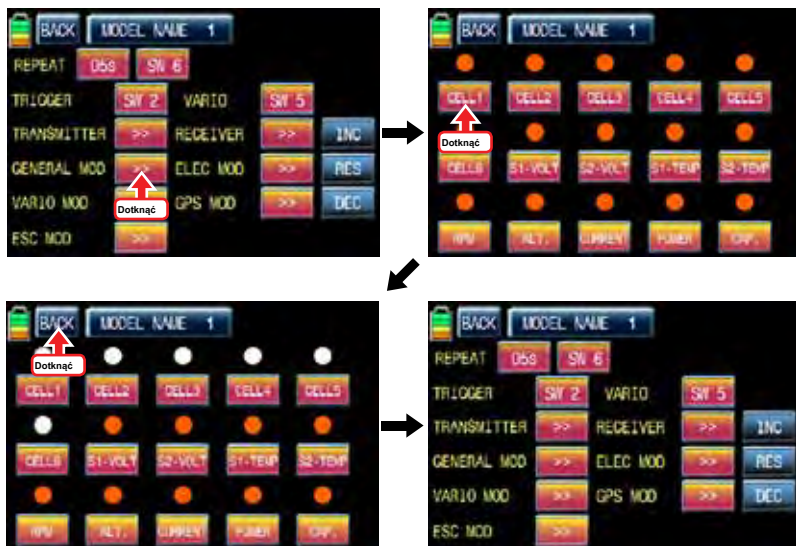 BACK MODEL NAME 1
REPEAT 05s SW 6
TRIGGER SW 2 VARIO SW 5
TRANSMITTER >> RECEIVER >> INC
GENERAL MOD >> ELEC MOD >> RES
Dotknąć
VARIO MOD GPS MOD >> DEC
ESC MOD >>
BACK MODEL NAME 1
CELL1 CELL2 CELL3 CELL4 CELL5
Dotknąć
CELL6 S1-VOLT S2-VOLT S1-TEMP S2-TEMP
RPM ALT. CURRENT POWER CAP.
BACK MODEL NAME 1
Dotknąć
CELL1 CELL2 CELL3 CELL4 CELL5
CELL6 S1-VOLT S2-VOLT S1-TEMP S2-TEMP
RPM ALT. CURRENT POWER CAP.
BACK MODEL NAME 1
REPEAT 05s SW 6
TRIGGER SW 2 VARIO SW 5
TRANSMITTER >> RECEIVER >> INC
GENERAL MOD >> ELEC MOD >> RES
VARIO MOD >> GPS MOD >> DEC
ESC MOD >>